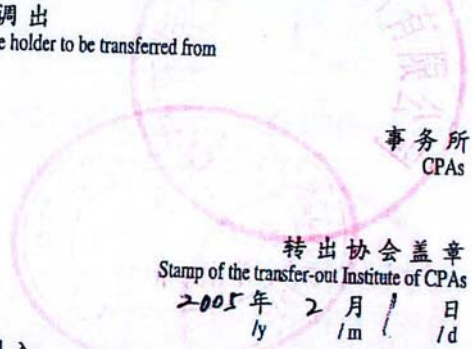 调出
e holder to be transferred from
事务所
CPAs
转出协会盖章
Stamp of the transfer-out Institute of CPAs
2005年 2月 1日
/y /m /d